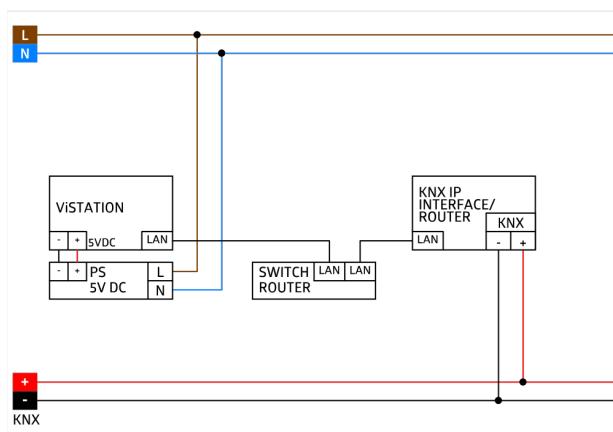 L
N
ViSTATION
- + 5VDC LAN
- + PS L
5V DC N
SWITCH LAN LAN
ROUTER
KNX IP
INTERFACE/
ROUTER
KNX
LAN - +
+
-
KNX